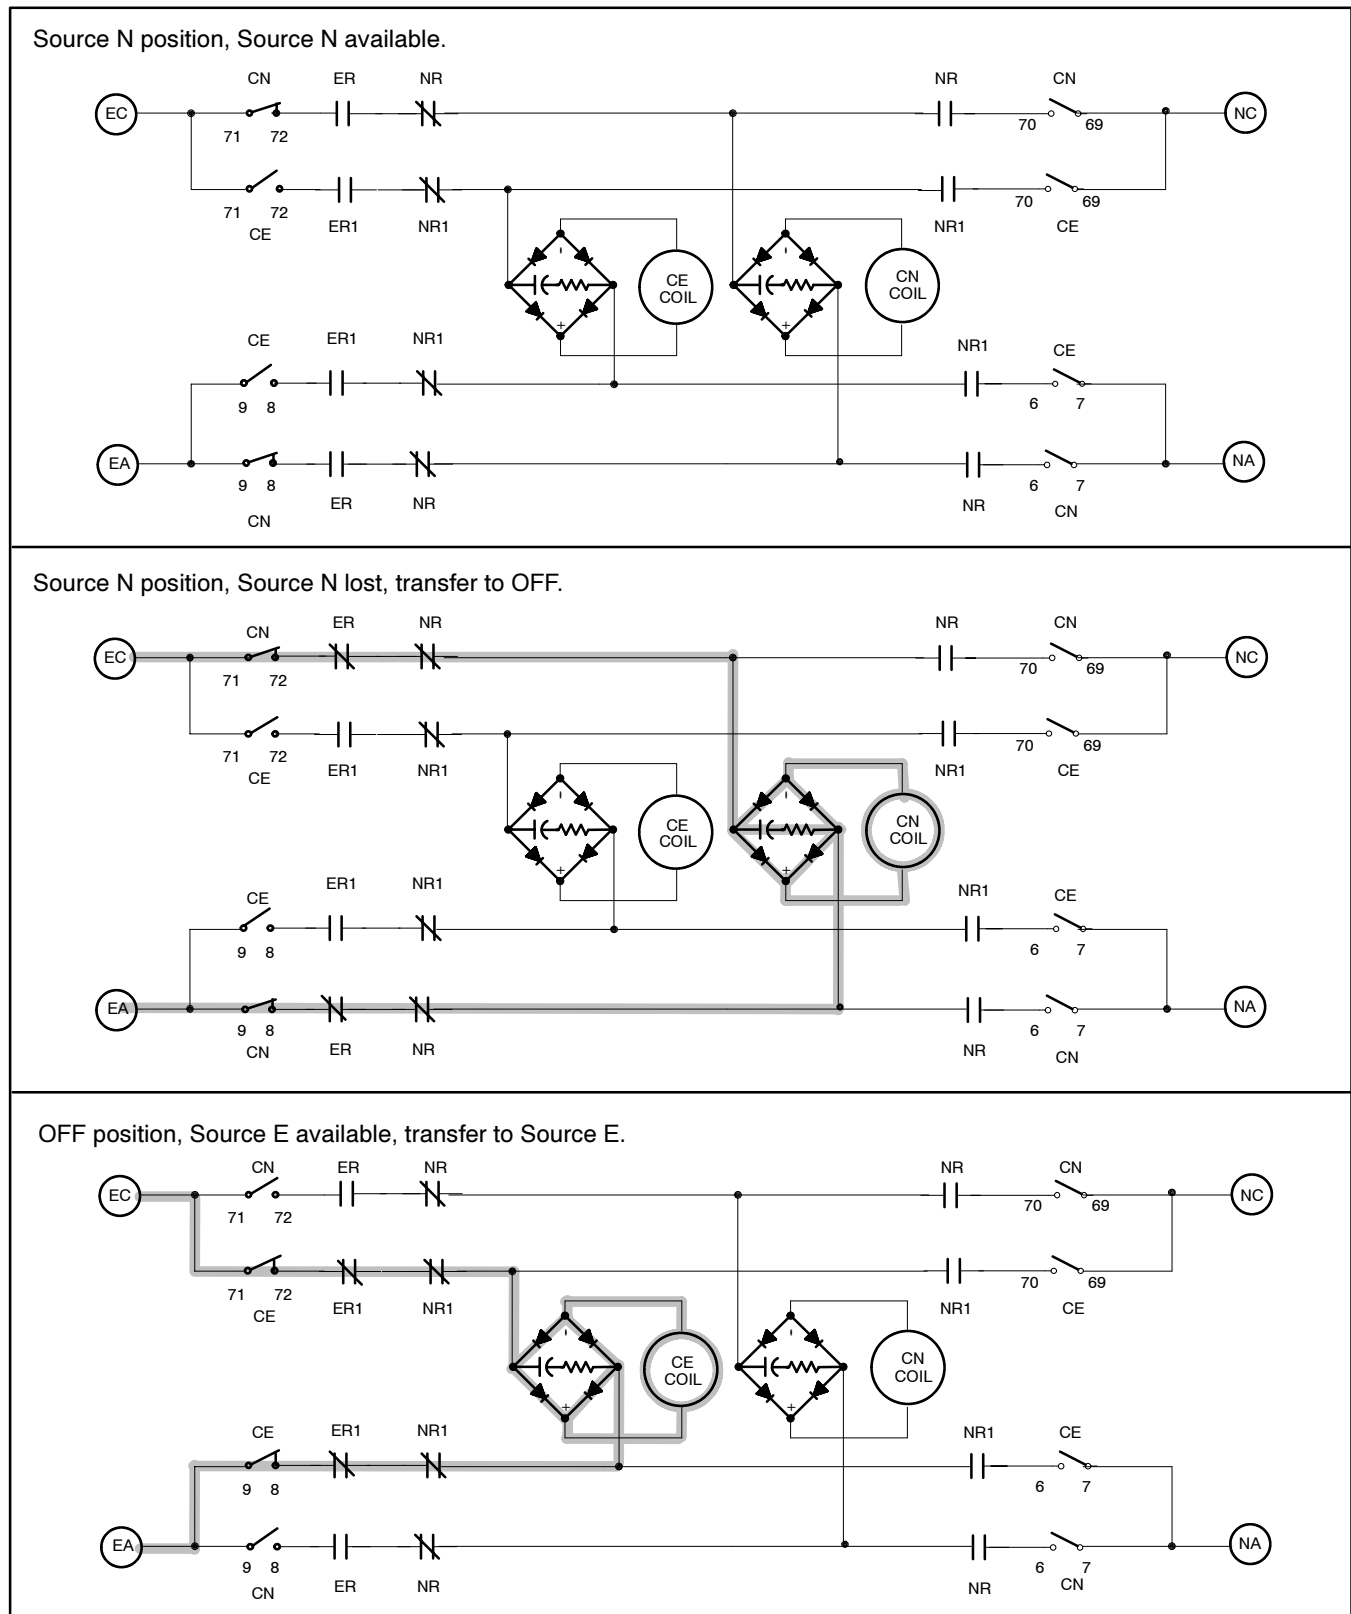 Source N position, Source N available.
CN ER NR NR CN
EC NC
71 72 70 69
71 72 70 69
CE ER1 NR1 NR1 CE
- -
CE COIL CN COIL
+ +
CE ER1 NR1 NR1 CE
9 8 6 7
EA NA
9 8 6 7
CN ER NR NR CN
Source N position, Source N lost, transfer to OFF.
CN ER NR NR CN
EC NC
71 72 70 69
71 72 70 69
CE ER1 NR1 NR1 CE
- -
CE COIL CN COIL
+ +
CE ER1 NR1 NR1 CE
9 8 6 7
EA NA
9 8 6 7
CN ER NR NR CN
OFF position, Source E available, transfer to Source E.
CN ER NR NR CN
EC NC
71 72 70 69
71 72 70 69
CE ER1 NR1 NR1 CE
- -
CE COIL CN COIL
+ +
CE ER1 NR1 NR1 CE
9 8 6 7
EA NA
9 8 6 7
CN ER NR NR CN